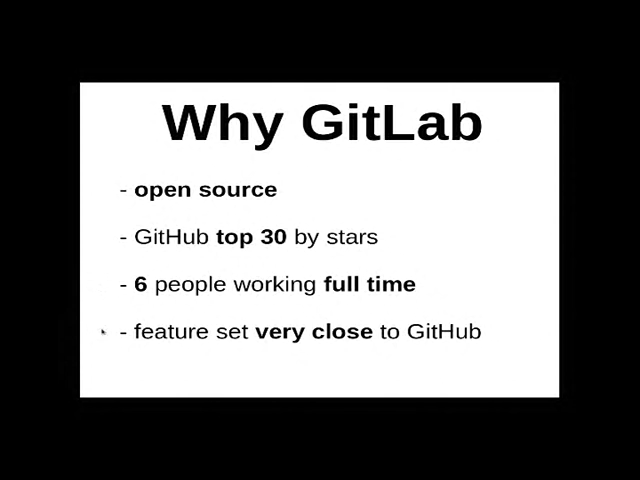 Why GitLab
- open source
- GitHub top 30 by stars
- 6 people working full time
- feature set very close to GitHub